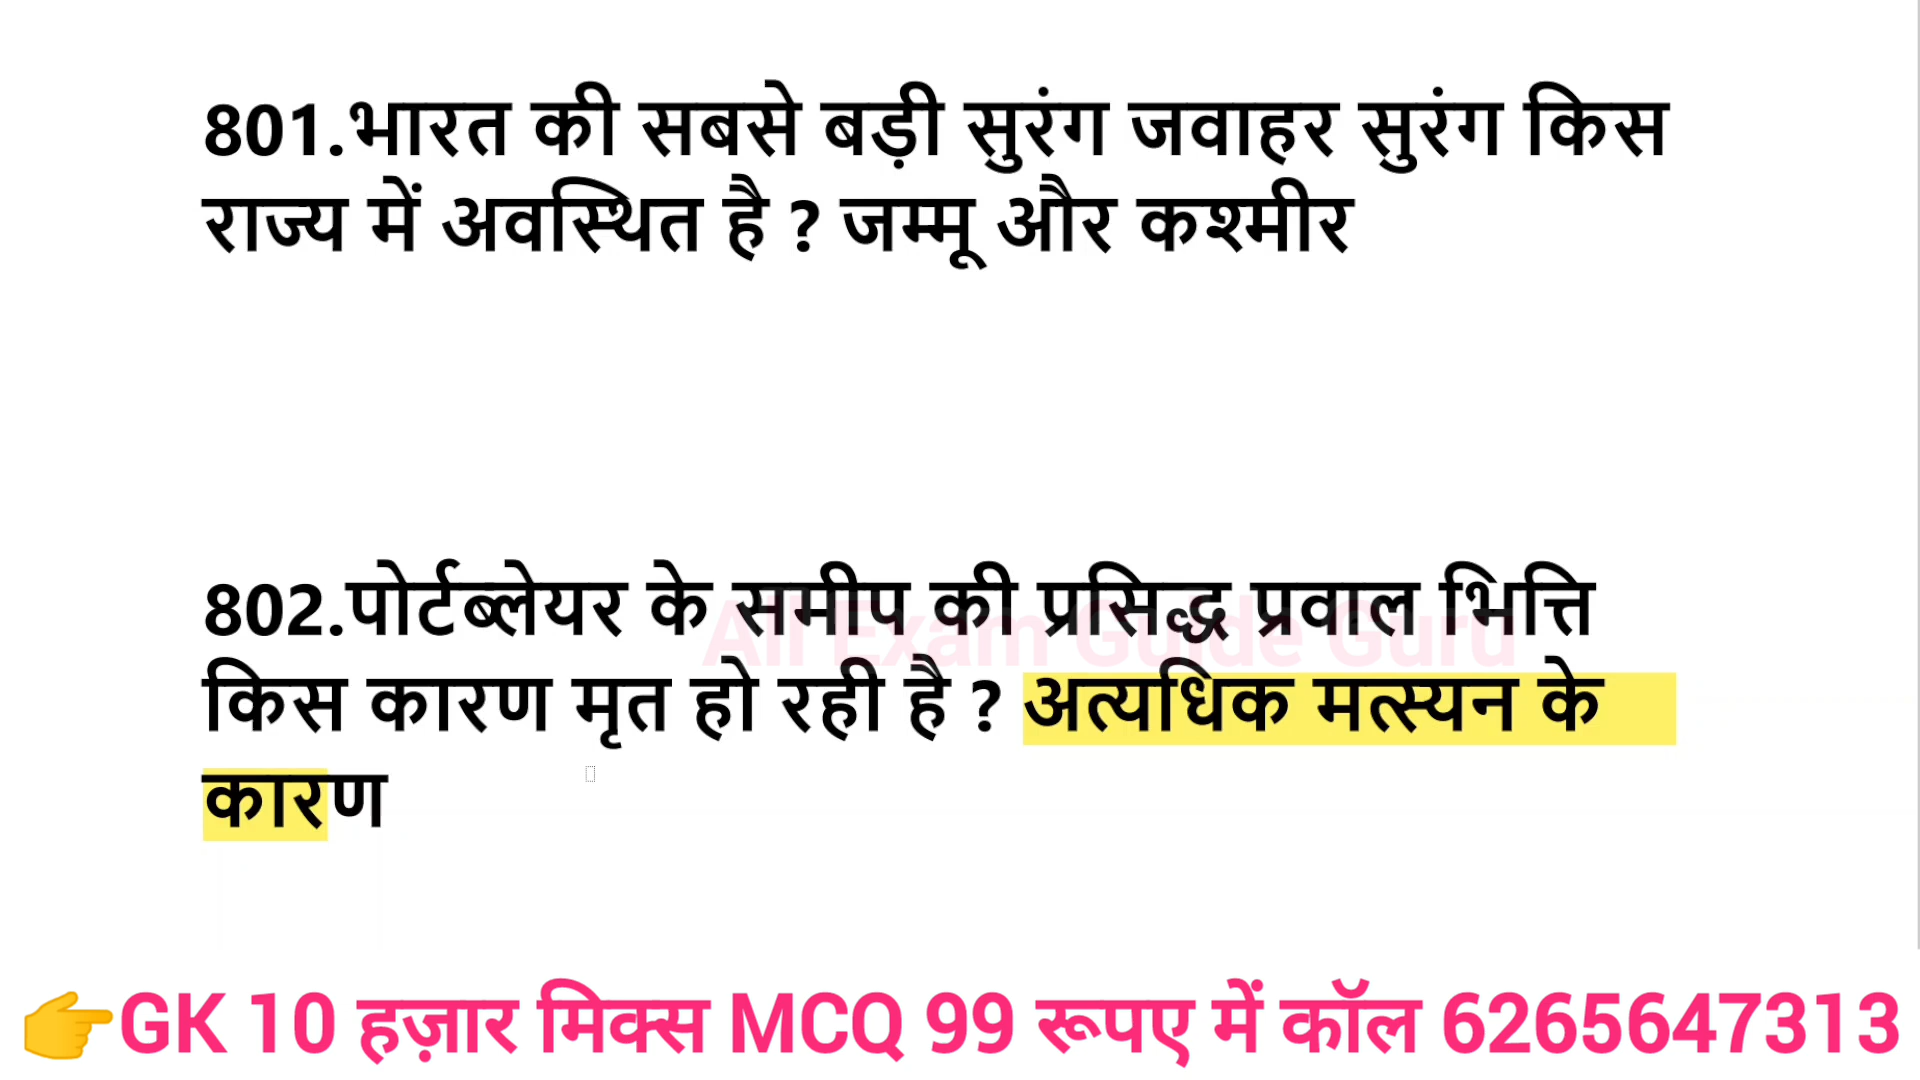 801.भारत की सबसे बड़ी सुरंग जवाहर सुरंग किस
राज्य में अवस्थित है ? जम्मू और कश्मीर
802.पोर्टब्लेयर के समीप की प्रसिद्ध प्रवाल भित्ति
All Exam Guide Guru
किस कारण मृत हो रही है ? अत्यधिक मत्स्यन के
कारण
👉GK 10 हज़ार मिक्स MCQ 99 रूपए में कॉल 6265647313